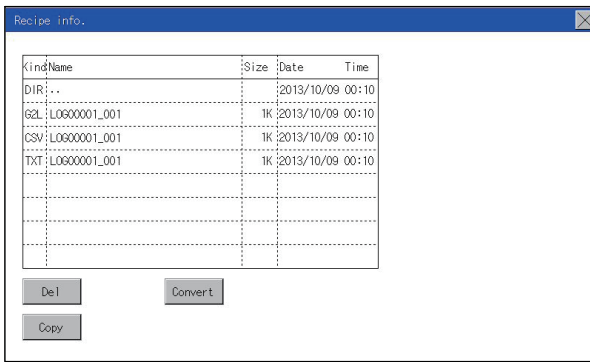 Recipe info.
Kind Name Size Date Time
DIR .. 2013/10/09 00:10
G2L LOG00001_001 1K 2013/10/09 00:10
CSV LOG00001_001 1K 2013/10/09 00:10
TXT LOG00001_001 1K 2013/10/09 00:10
Del Convert
Copy